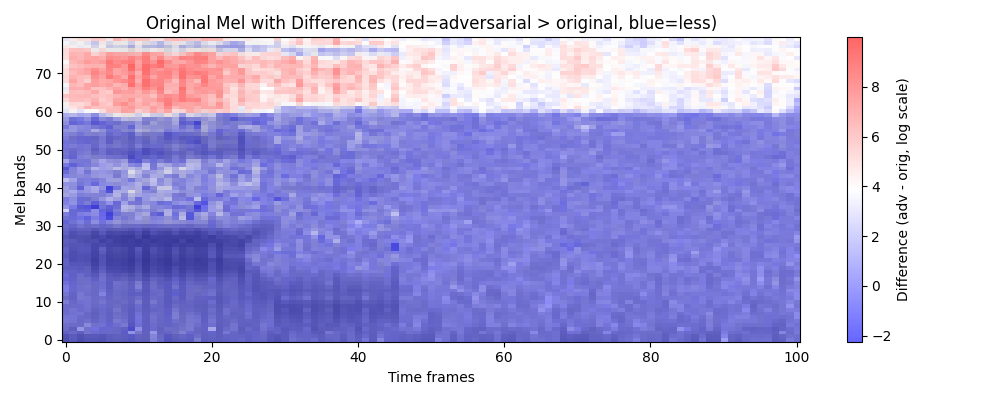 Original Mel with Differences (red=adversarial > original, blue=less)
Mel bands
70
60
50
40
30
20
10
0
0 20 40 60 80 100
Time frames
8
6
4
2
0
−2
Difference (adv - orig, log scale)